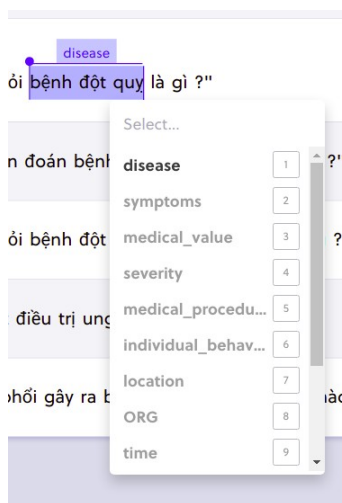 disease
ỏi bệnh đột quỵ là gì ?"
Select...
n đoán bệnh ?'
disease 1
symptoms 2
medical_value 3
ỏi bệnh đột ?
severity 4
medical_procedu... 5
điều trị ung
individual_behav... 6
location 7
phổi gây ra b nào
ORG 8
time 9